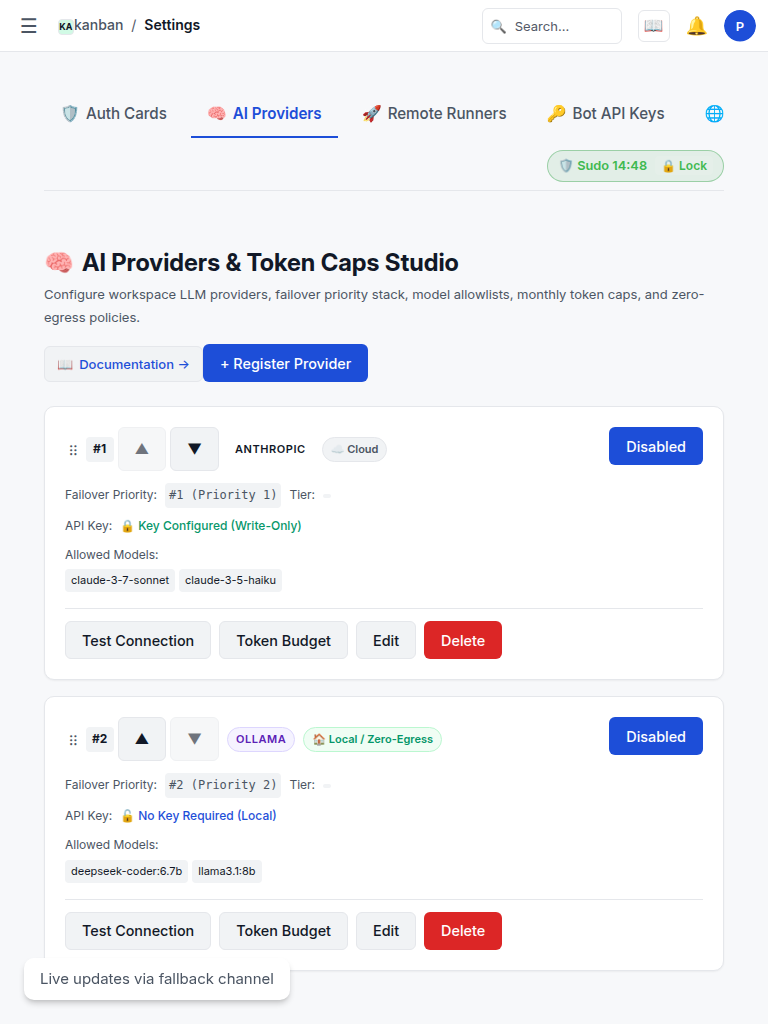 ☰ KA kanban / Settings 🔍 Search... 📖 🔔 P
🛡️ Auth Cards 🧠 AI Providers 🚀 Remote Runners 🔑 Bot API Keys 🌐
🛡️ Sudo 14:48 🔒 Lock
🧠 AI Providers & Token Caps Studio
Configure workspace LLM providers, failover priority stack, model allowlists, monthly token caps, and zero-
egress policies.
📖 Documentation → + Register Provider
⠿ #1 ▲ ▼ ANTHROPIC ☁️ Cloud Disabled
Failover Priority: #1 (Priority 1) Tier:
API Key: 🔒 Key Configured (Write-Only)
Allowed Models:
claude-3-7-sonnet claude-3-5-haiku
Test Connection Token Budget Edit Delete
⠿ #2 ▲ ▼ OLLAMA 🏠 Local / Zero-Egress Disabled
Failover Priority: #2 (Priority 2) Tier:
API Key: 🔓 No Key Required (Local)
Allowed Models:
deepseek-coder:6.7b llama3.1:8b
Test Connection Token Budget Edit Delete
Live updates via fallback channel